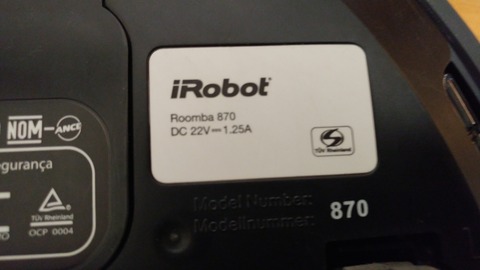 iRobot
Roomba 870
DC 22V⎓1.25A
TÜV Rheinland
NOM-ANCE
egurança
TÜV Rheinland
OCP 0004
Model Number:
Modellnummer:
870